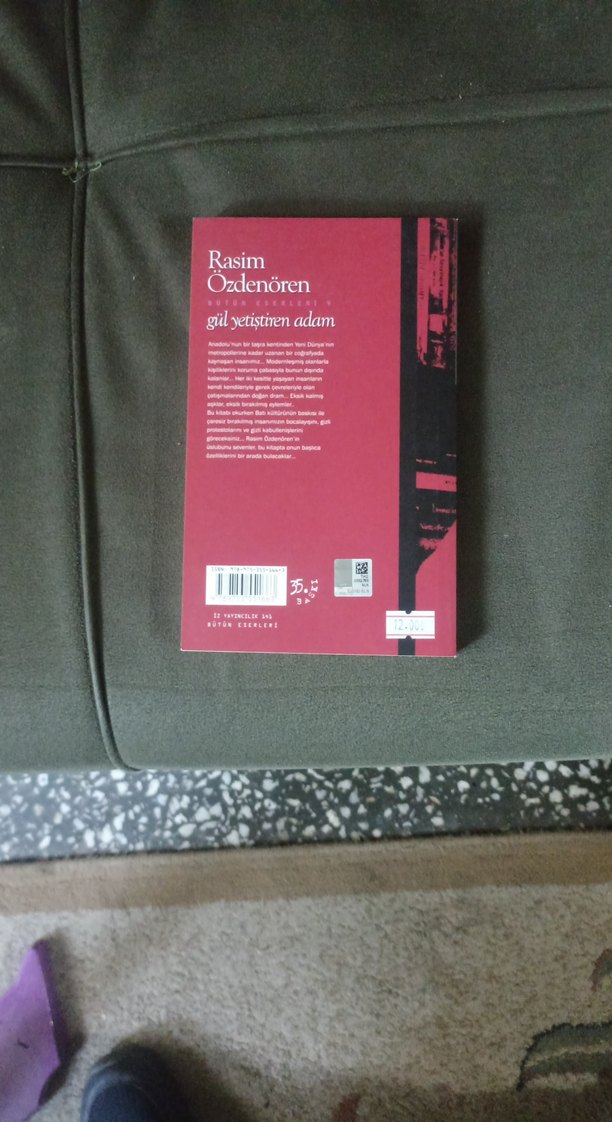 Rasim
Özdenören
BÜTÜN ESERLERİ 9
gül yetiştiren adam
Anadolu'nun bir taşra kentinden Yeni Dünya'nın
metropollerine kadar uzanan bir coğrafyada
kaynaşan insanımız... Modernleşmiş olanlarla
kişiliklerini koruma çabasıyla bunun dışında
kalanlar... Her iki kesitte yaşayan insanların
kendi kendileriyle gerek çevreleriyle olan
çatışmalarından doğan dram... Eksik kalmış
aşklar, eksik bırakılmış eylemler..
Bu kitabı okurken Batı kültürünün baskısı ile
çaresiz bırakılmış insanımızın bocalayışını, gizli
protestolarını ve gizli kabullenişlerini
göreceksiniz... Rasim Özdenören'in
üslubunu sevenler, bu kitapta onun başlıca
özelliklerini bir arada bulacaklar...
ISBN:
35.
BASKI
İZ YAYINCILIK 141
BÜTÜN ESERLERİ